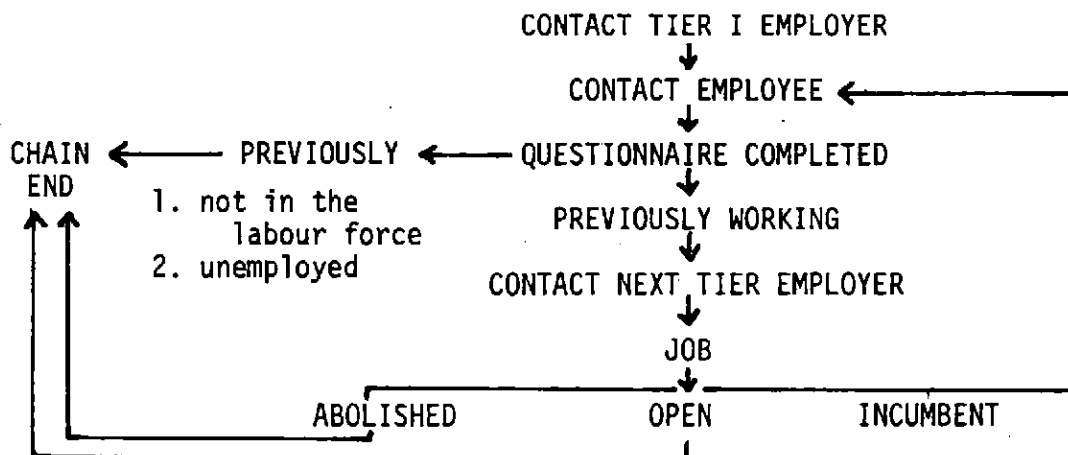 CONTACT TIER I EMPLOYER
CONTACT EMPLOYEE
CHAIN
END
PREVIOUSLY
1. not in the
labour force
2. unemployed
QUESTIONNAIRE COMPLETED
PREVIOUSLY WORKING
CONTACT NEXT TIER EMPLOYER
JOB
ABOLISHED
OPEN
INCUMBENT